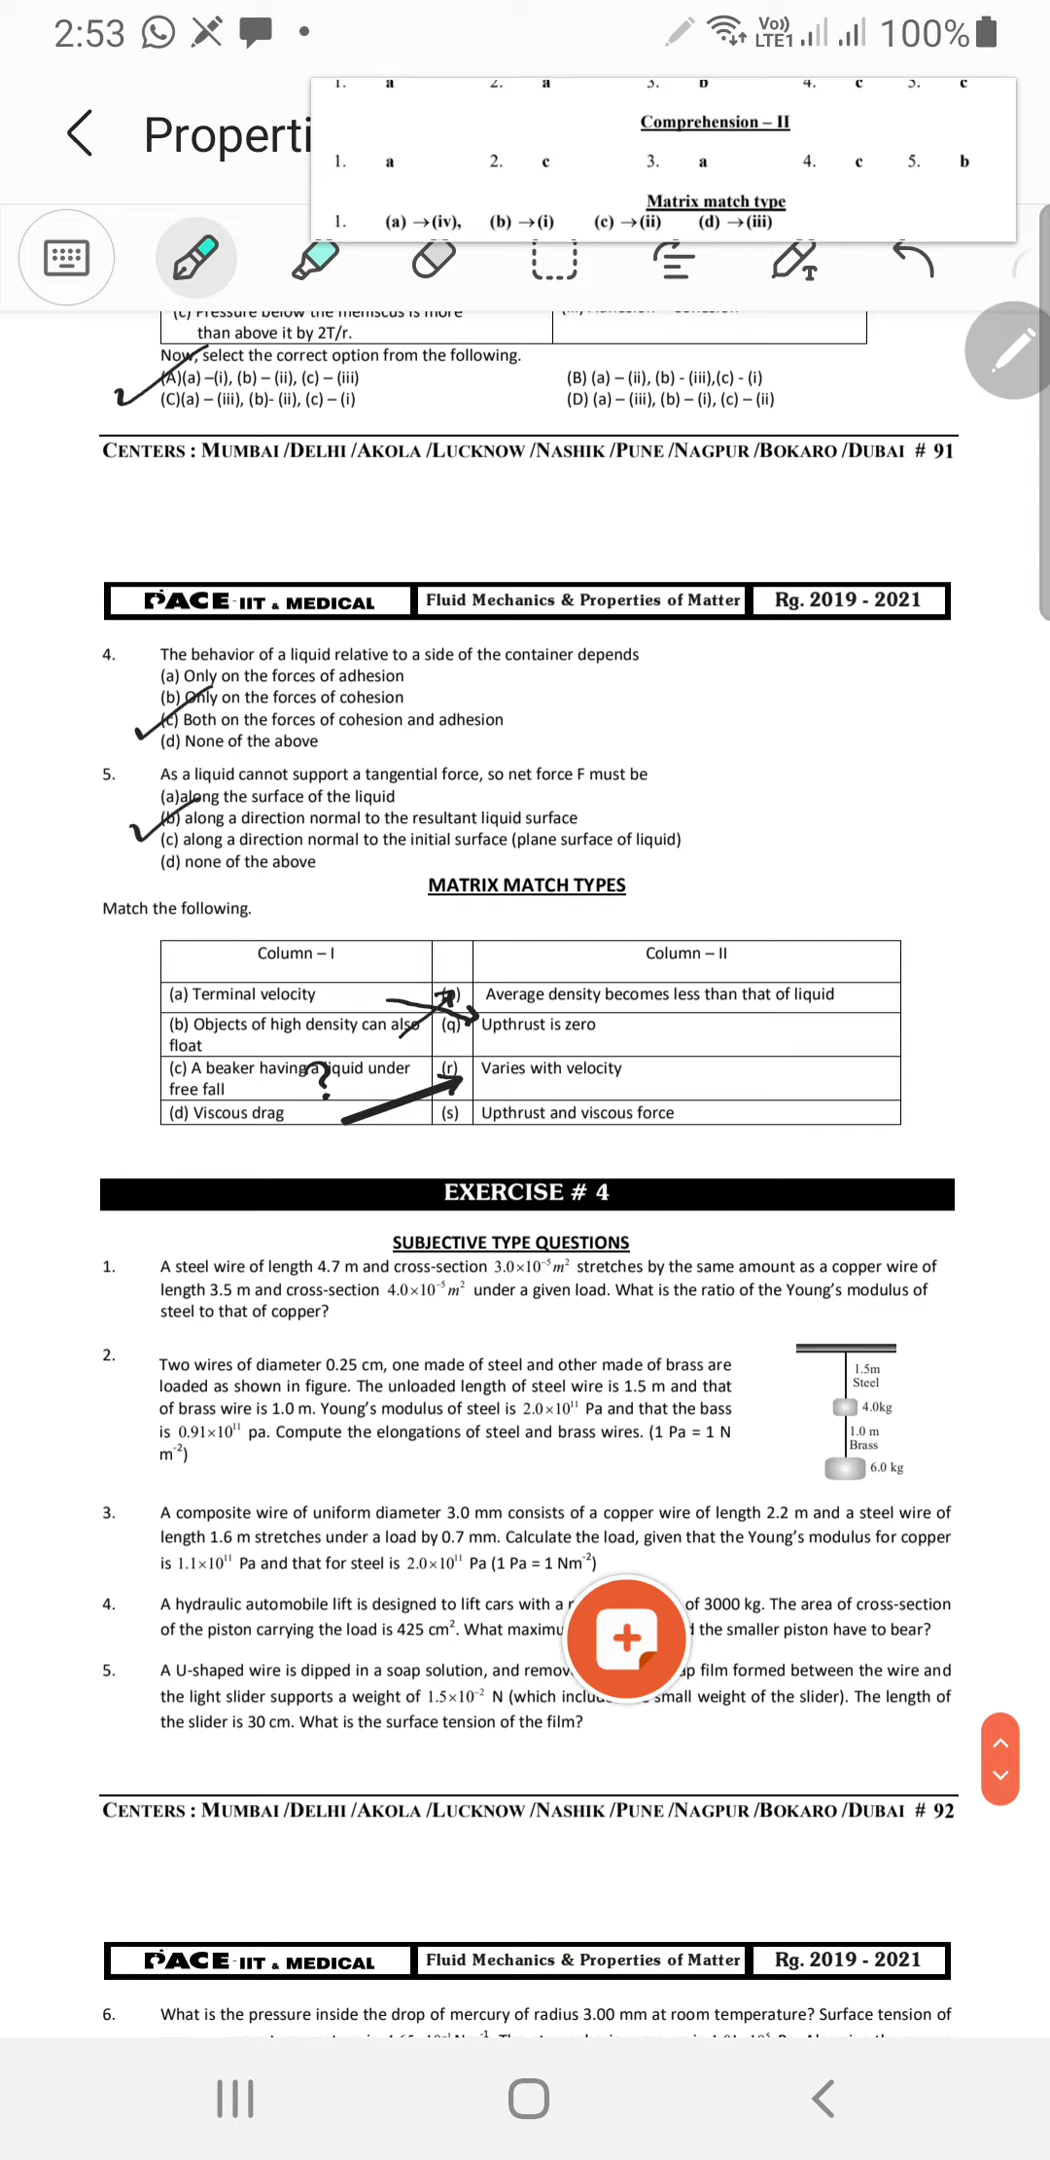 2:53
Vo))
LTE1
100%
Properti
1. a 2. a 3. b 4. c 5. c
Comprehension – II
1. a 2. c 3. a 4. c 5. b
Matrix match type
1. (a) →(iv), (b) →(i) (c) →(ii) (d) →(iii)
(c) Pressure below the meniscus is more
than above it by 2T/r.
Now, select the correct option from the following.
(A)(a) –(i), (b) – (ii), (c) – (iii) (B) (a) – (ii), (b) - (iii),(c) - (i)
(C)(a) – (iii), (b)- (ii), (c) – (i) (D) (a) – (iii), (b) – (i), (c) – (ii)
CENTERS : MUMBAI /DELHI /AKOLA /LUCKNOW /NASHIK /PUNE /NAGPUR /BOKARO /DUBAI # 91
PACE IIT & MEDICAL Fluid Mechanics & Properties of Matter Rg. 2019 - 2021
4. The behavior of a liquid relative to a side of the container depends
(a) Only on the forces of adhesion
(b) Only on the forces of cohesion
(c) Both on the forces of cohesion and adhesion
(d) None of the above
5. As a liquid cannot support a tangential force, so net force F must be
(a)along the surface of the liquid
(b) along a direction normal to the resultant liquid surface
(c) along a direction normal to the initial surface (plane surface of liquid)
(d) none of the above
MATRIX MATCH TYPES
Match the following.
Column – I Column – II
(a) Terminal velocity Average density becomes less than that of liquid
(b) Objects of high density can also (q) Upthrust is zero
float
(c) A beaker having a liquid under (r) Varies with velocity
free fall ?
(d) Viscous drag (s) Upthrust and viscous force
EXERCISE # 4
SUBJECTIVE TYPE QUESTIONS
1. A steel wire of length 4.7 m and cross-section 3.0×10⁻⁵m² stretches by the same amount as a copper wire of
length 3.5 m and cross-section 4.0×10⁻⁵m² under a given load. What is the ratio of the Young's modulus of
steel to that of copper?
2. Two wires of diameter 0.25 cm, one made of steel and other made of brass are
loaded as shown in figure. The unloaded length of steel wire is 1.5 m and that
of brass wire is 1.0 m. Young's modulus of steel is 2.0×10¹¹ Pa and that the bass
is 0.91×10¹¹ pa. Compute the elongations of steel and brass wires. (1 Pa = 1 N
m⁻²)
1.5m
Steel
4.0kg
1.0 m
Brass
6.0 kg
3. A composite wire of uniform diameter 3.0 mm consists of a copper wire of length 2.2 m and a steel wire of
length 1.6 m stretches under a load by 0.7 mm. Calculate the load, given that the Young's modulus for copper
is 1.1×10¹¹ Pa and that for steel is 2.0×10¹¹ Pa (1 Pa = 1 Nm⁻²)
4. A hydraulic automobile lift is designed to lift cars with a of 3000 kg. The area of cross-section
of the piston carrying the load is 425 cm². What maximu the smaller piston have to bear?
5. A U-shaped wire is dipped in a soap solution, and remov film formed between the wire and
the light slider supports a weight of 1.5×10⁻² N (which small weight of the slider). The length of
the slider is 30 cm. What is the surface tension of the film?
CENTERS : MUMBAI /DELHI /AKOLA /LUCKNOW /NASHIK /PUNE /NAGPUR /BOKARO /DUBAI # 92
PACE IIT & MEDICAL Fluid Mechanics & Properties of Matter Rg. 2019 - 2021
6. What is the pressure inside the drop of mercury of radius 3.00 mm at room temperature? Surface tension of